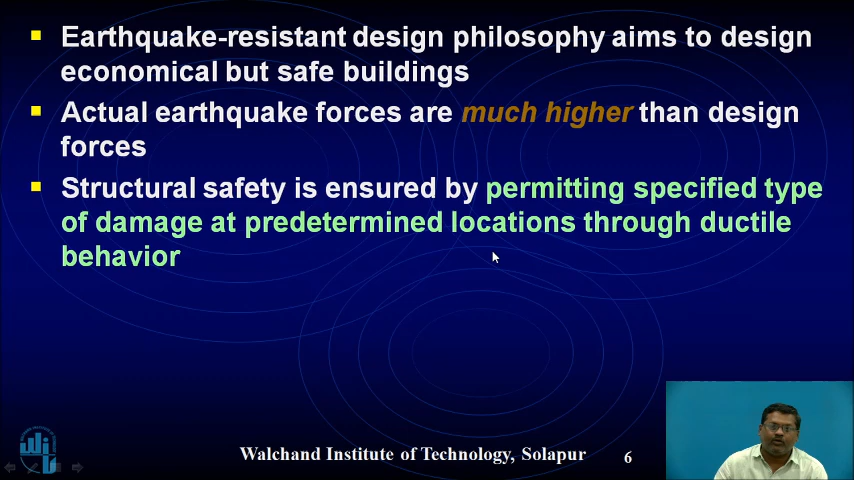 Earthquake-resistant design philosophy aims to design
economical but safe buildings
Actual earthquake forces are much higher than design
forces
Structural safety is ensured by permitting specified type
of damage at predetermined locations through ductile
behavior
Walchand Institute of Technology, Solapur
6